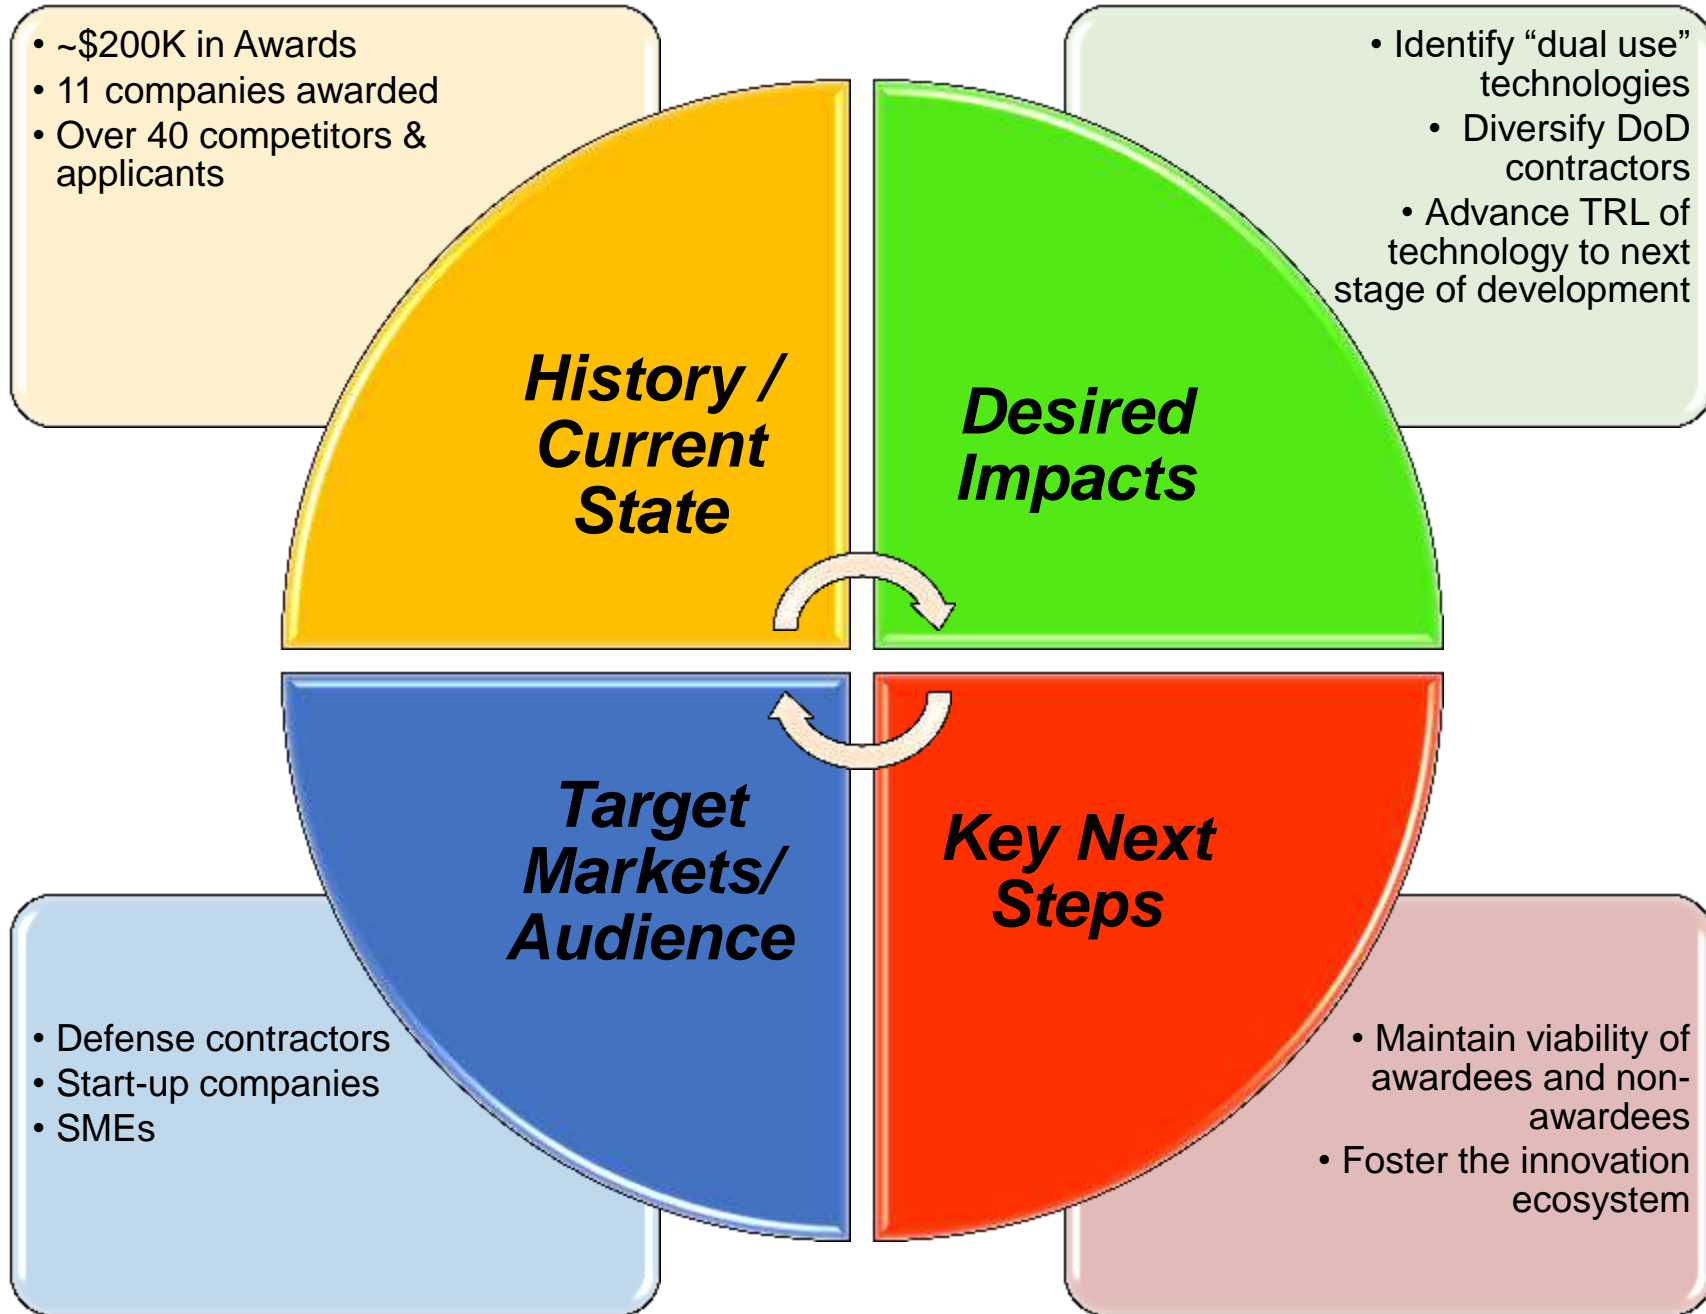 • ~$200K in Awards
• 11 companies awarded
• Over 40 competitors &
applicants
• Identify “dual use”
technologies
• Diversify DoD
contractors
• Advance TRL of
technology to next
stage of development
History /
Current
State
Desired
Impacts
Target
Markets/
Audience
Key Next
Steps
• Defense contractors
• Start-up companies
• SMEs
• Maintain viability of
awardees and non-
awardees
• Foster the innovation
ecosystem